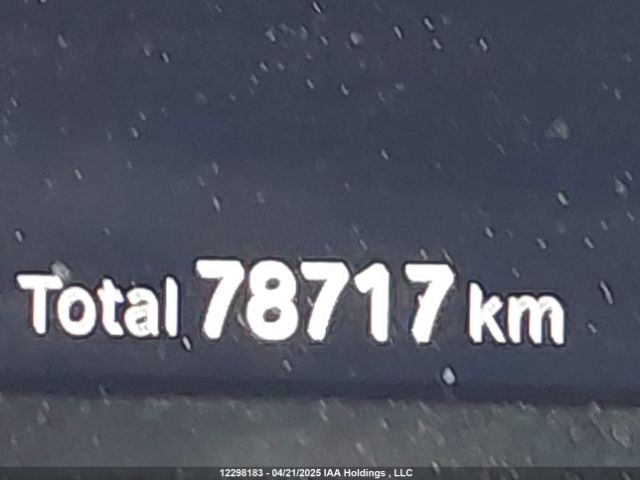 Total 78717 km
12298183 - 04/21/2025 IAA Holdings , LLC